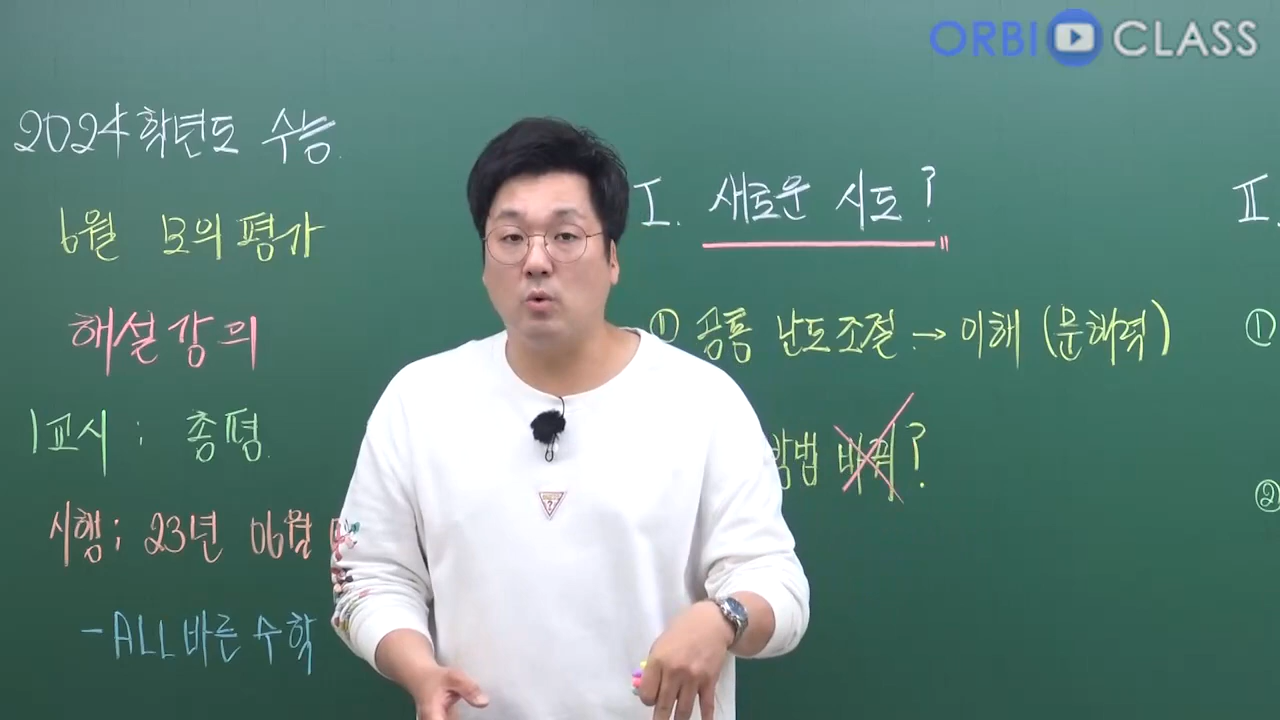 ORBI CLASS
2024학년도 수능.
6월 모의평가
해설강의
1교시 : 총평.
시행 : 23년 06월
- ALL바른수학
I. 새로운 시도?
① 공통 난도조절 → 이해 (문해력)
방법 바뀌?
II.
①
②